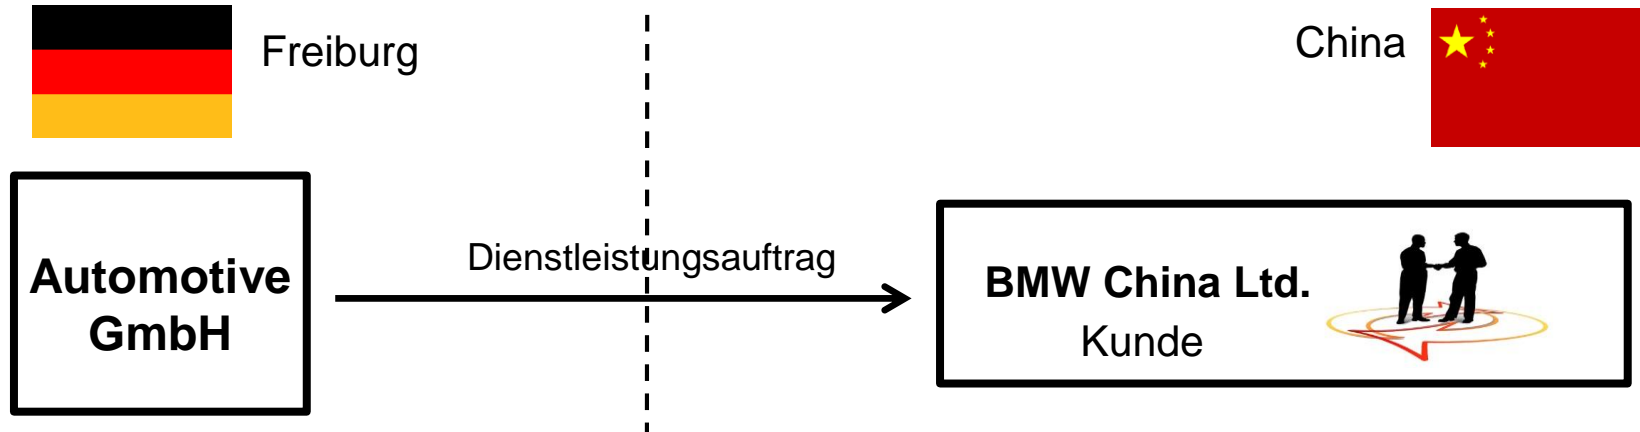 Freiburg
China
Automotive
GmbH
Dienstleistungsauftrag
BMW China Ltd.
Kunde